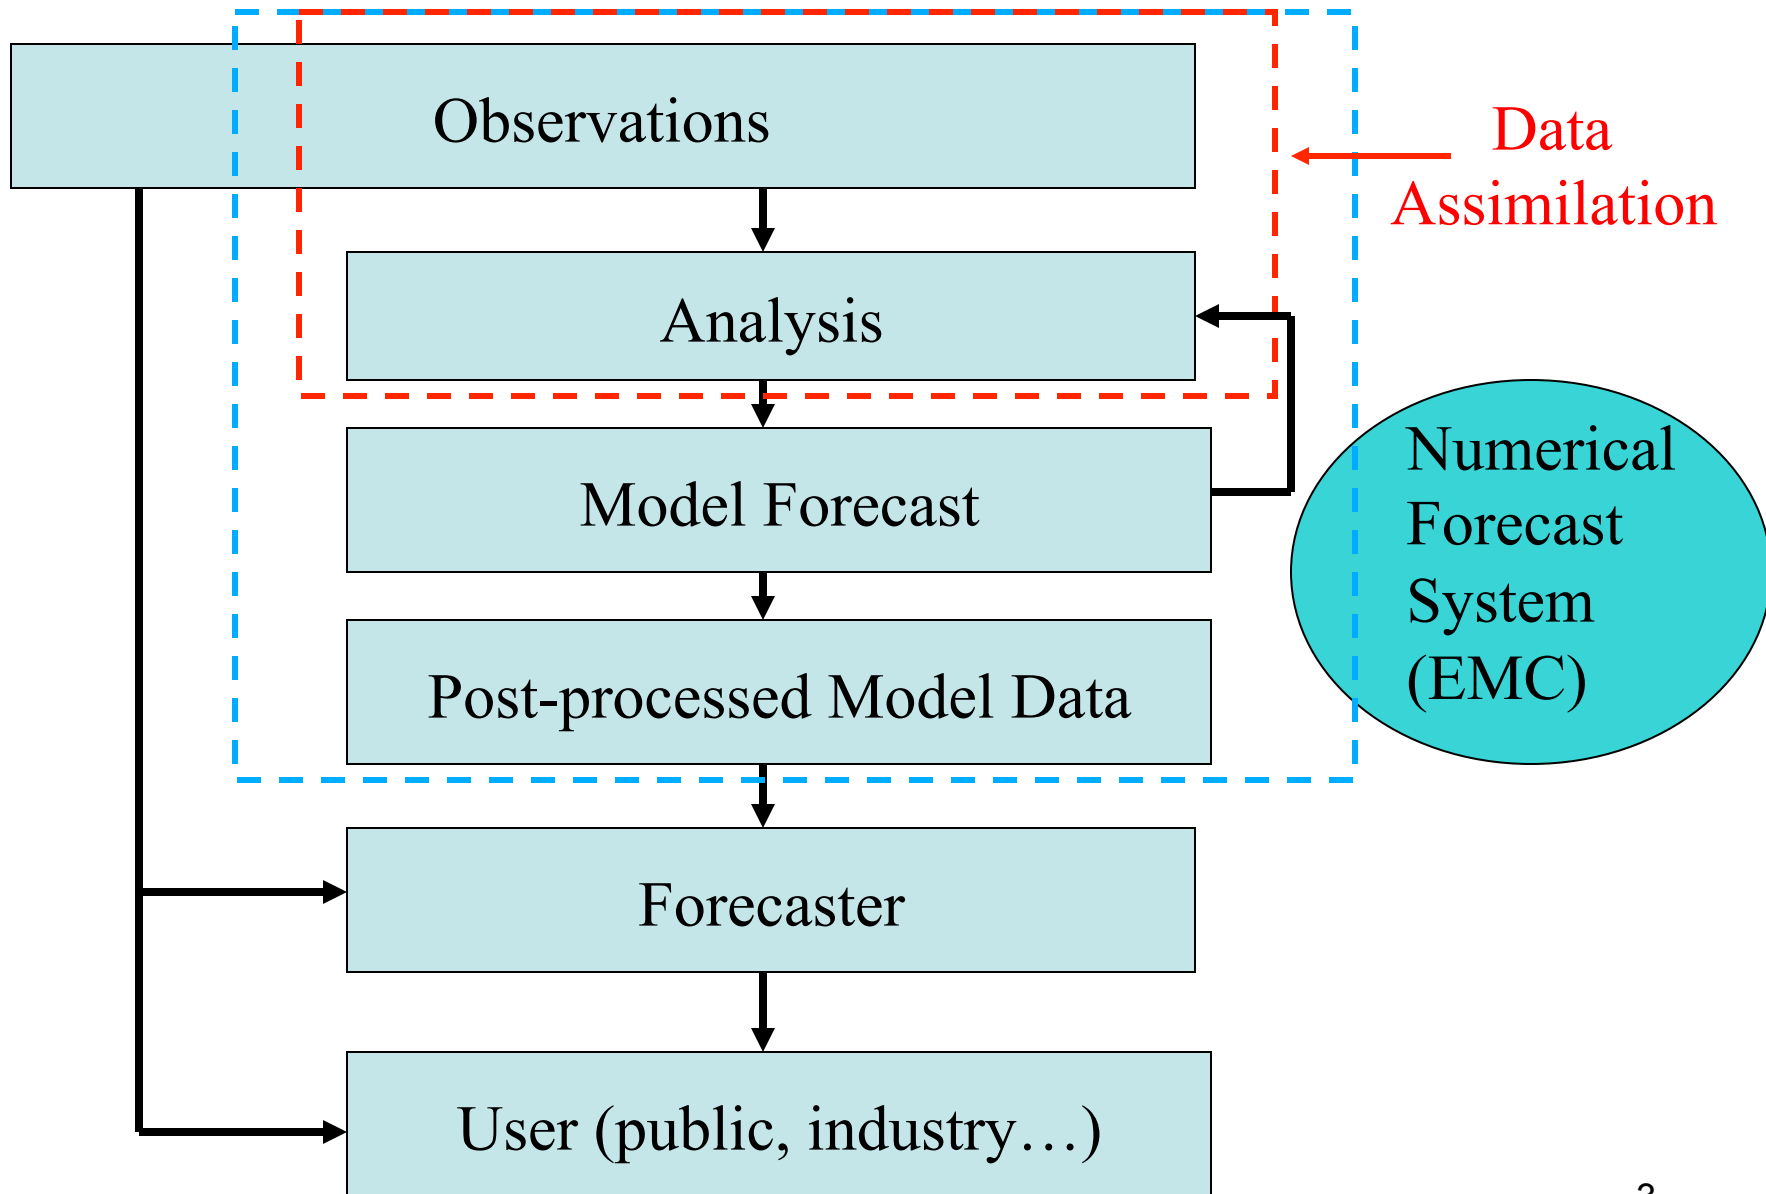 Observations
Data
Assimilation
Analysis
Model Forecast
Numerical
Forecast
System
(EMC)
Post-processed Model Data
Forecaster
User (public, industry…)